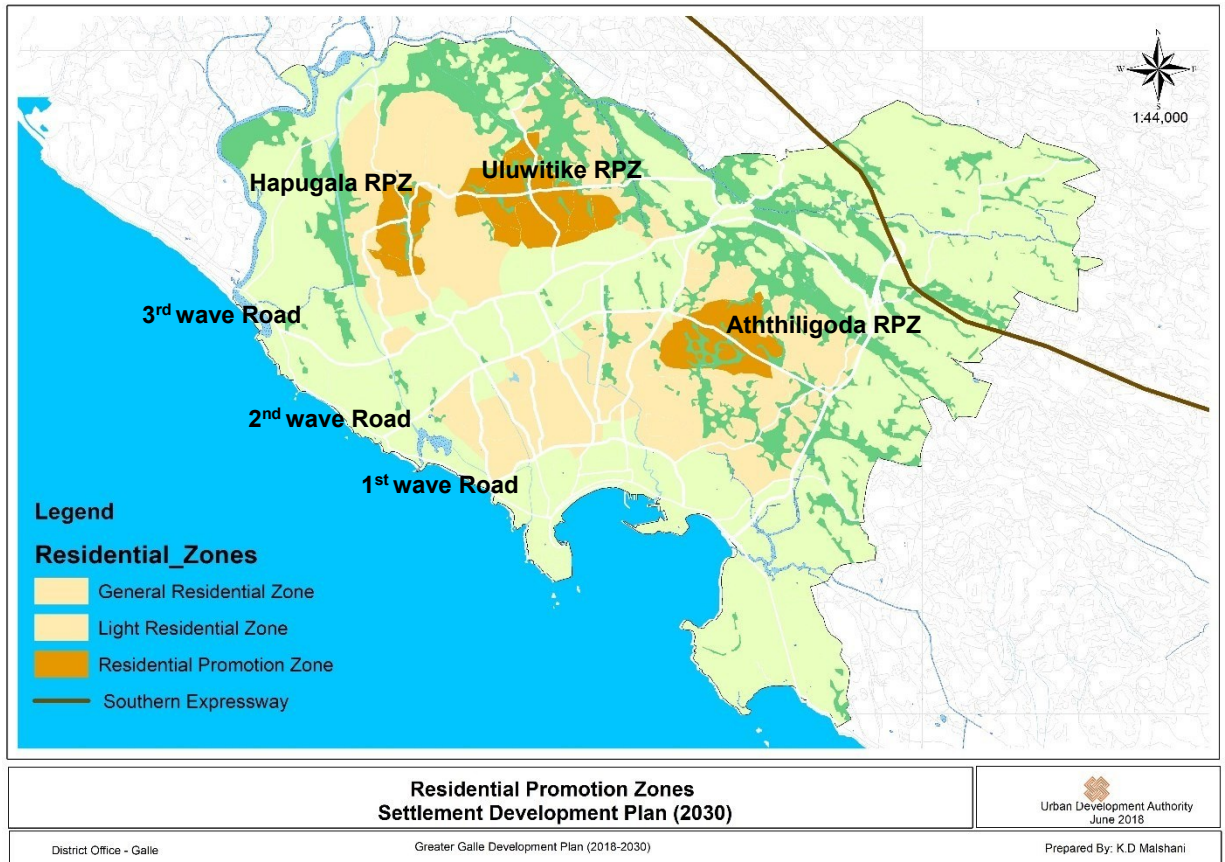 N
W E
S
1:44,000
Uluwitike RPZ
Hapugala RPZ
3rd wave Road
Aththiligoda RPZ
2nd wave Road
1st wave Road
Legend
Residential_Zones
General Residential Zone
Light Residential Zone
Residential Promotion Zone
Southern Expressway
Residential Promotion Zones
Settlement Development Plan (2030)
Urban Development Authority
June 2018
District Office - Galle
Greater Galle Development Plan (2018-2030)
Prepared By: K.D Malshani